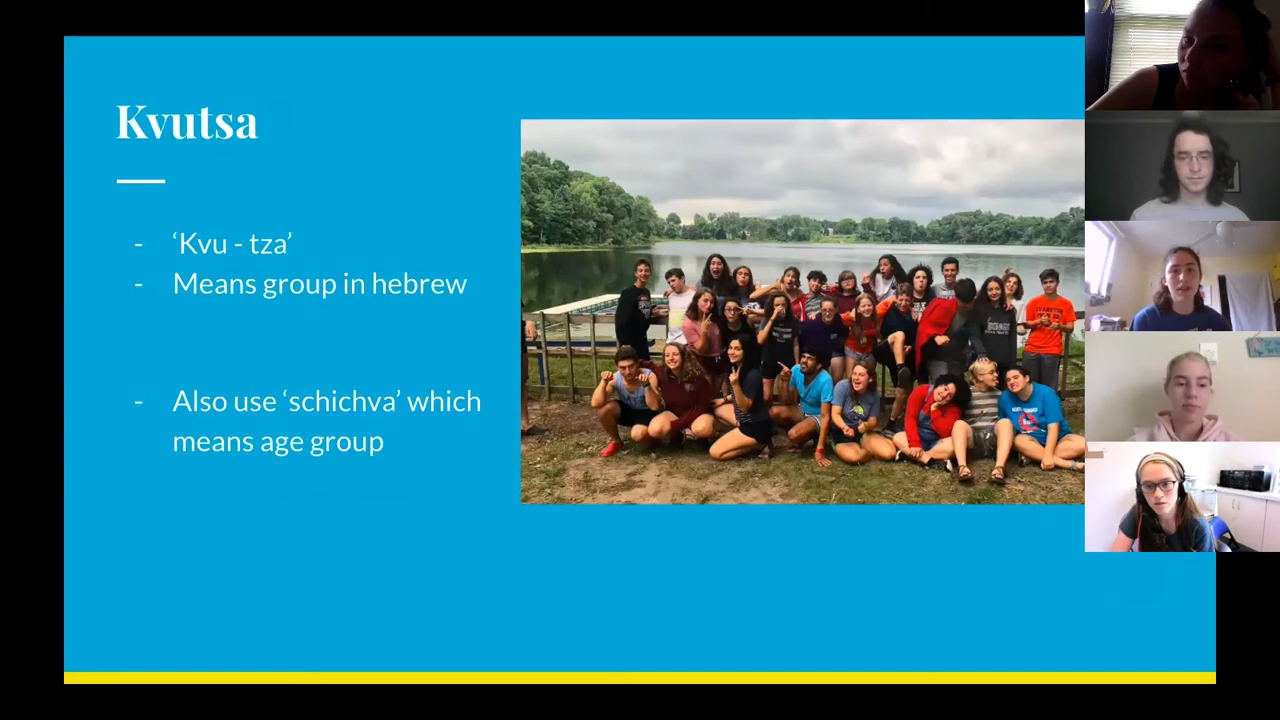 Kvutsa
- ‘Kvu - tza’
- Means group in hebrew
- Also use ‘schichva’ which
means age group